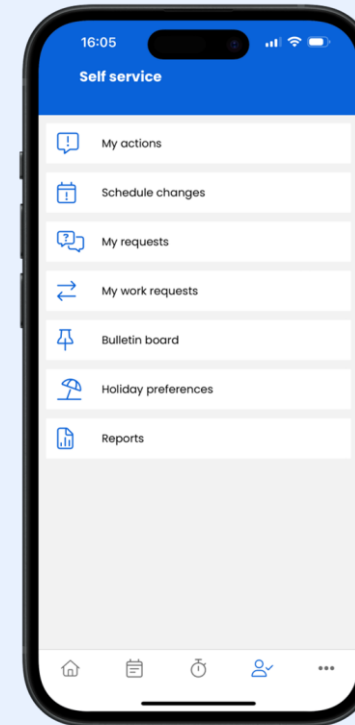 16:05
Self service
My actions
Schedule changes
My requests
My work requests
Bulletin board
Holiday preferences
Reports